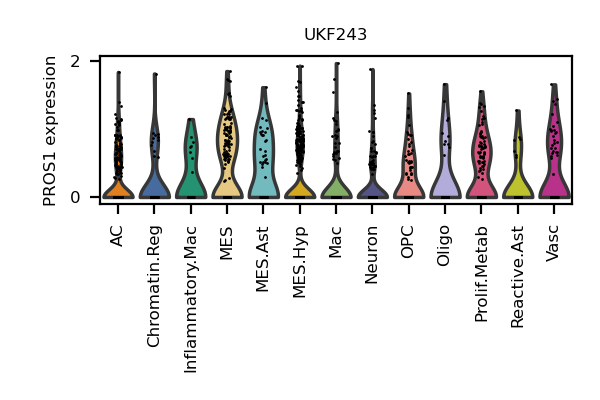 UKF243
PROS1 expression
2
0
AC
Chromatin.Reg
Inflammatory.Mac
MES
MES.Ast
MES.Hyp
Mac
Neuron
OPC
Oligo
Prolif.Metab
Reactive.Ast
Vasc